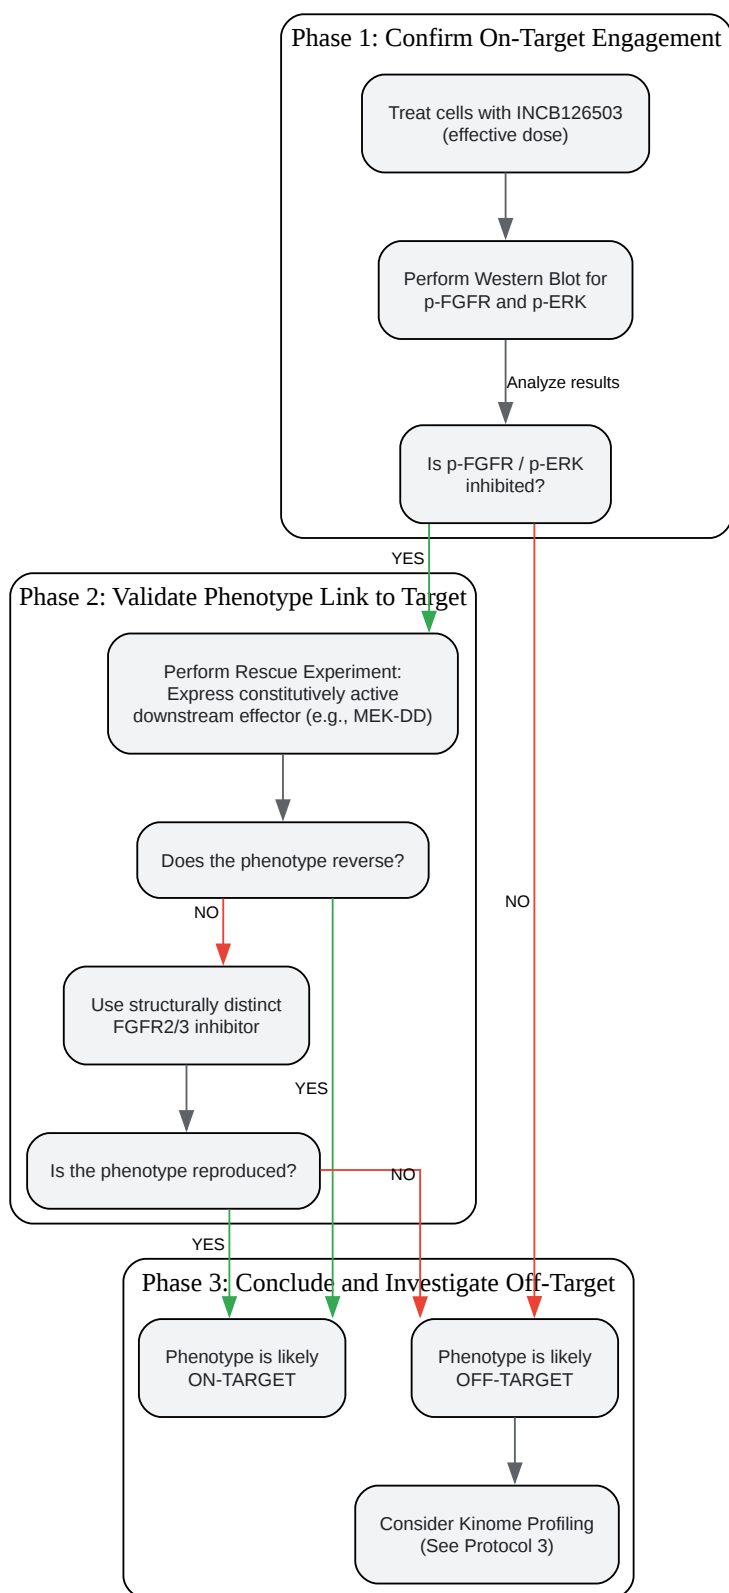 Phase 1: Confirm On-Target Engagement
Treat cells with INCB126503
(effective dose)
Perform Western Blot for
p-FGFR and p-ERK
Analyze results
Is p-FGFR / p-ERK
inhibited?
YES
Phase 2: Validate Phenotype Link to Target
Perform Rescue Experiment:
Express constitutively active
downstream effector (e.g., MEK-DD)
Does the phenotype reverse?
NO
NO
Use structurally distinct
FGFR2/3 inhibitor
YES
Is the phenotype reproduced?
NO
YES
Phase 3: Conclude and Investigate Off-Target
Phenotype is likely
ON-TARGET
Phenotype is likely
OFF-TARGET
Consider Kinome Profiling
(See Protocol 3)